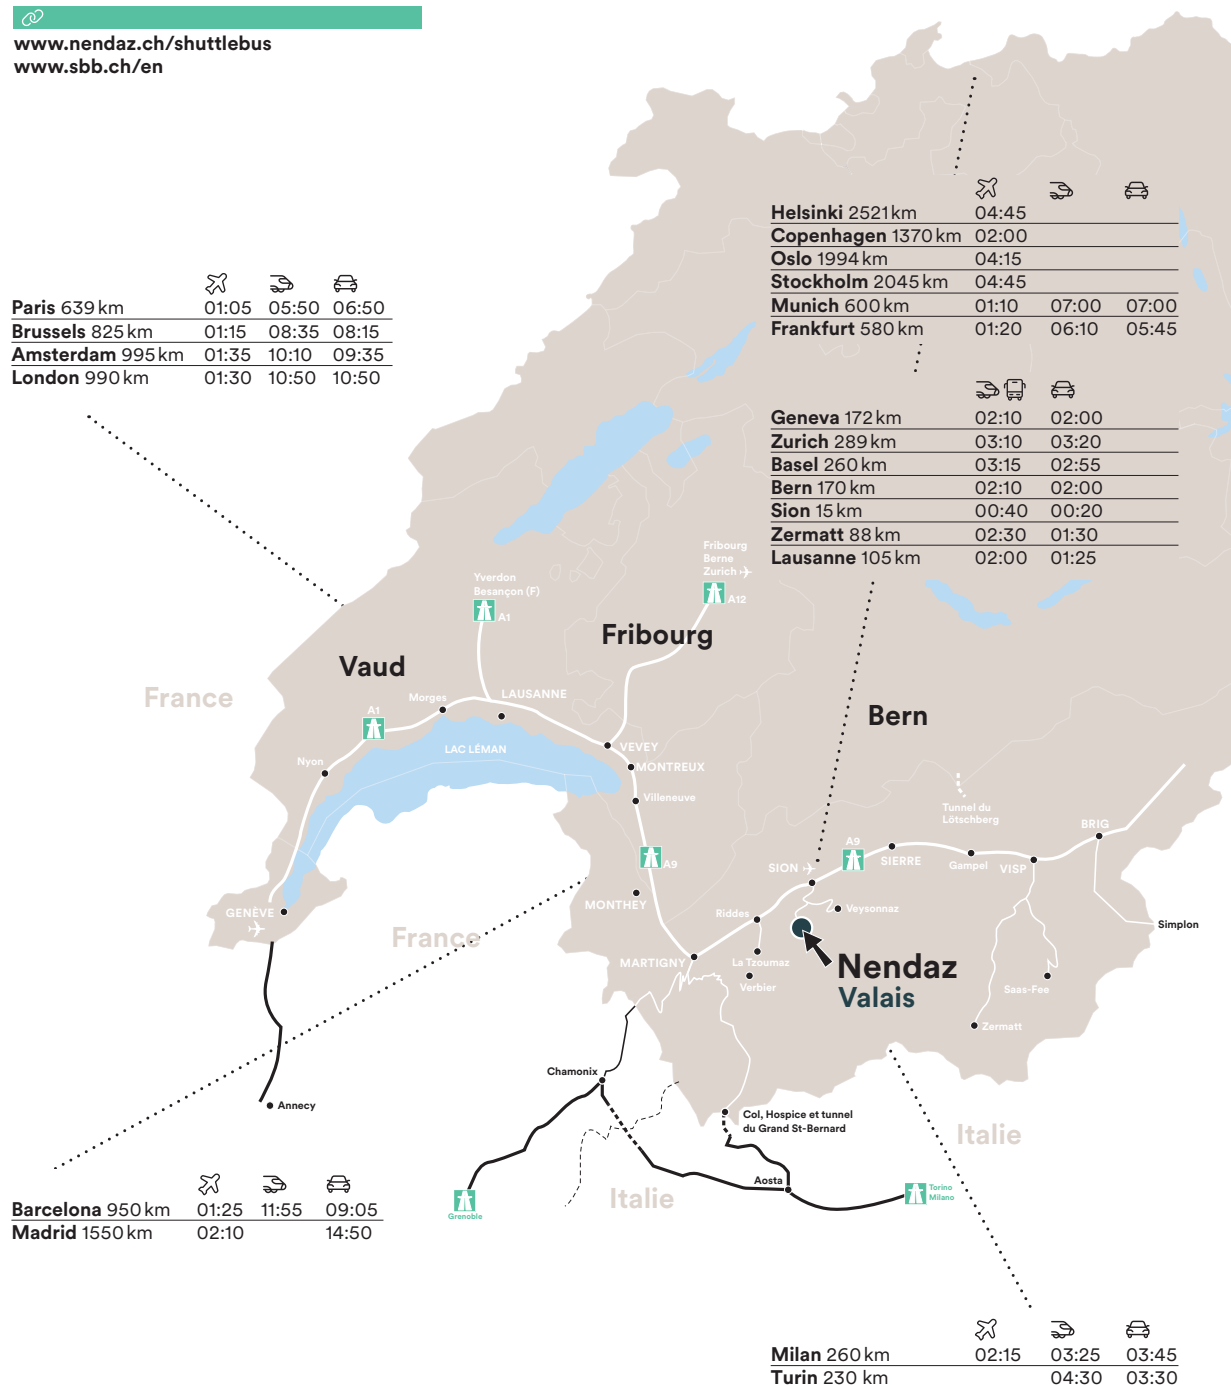 www.nendaz.ch/shuttlebus
www.sbb.ch/en
Helsinki 2521 km 04:45
Copenhagen 1370 km 02:00
Oslo 1994 km 04:15
Stockholm 2045 km 04:45
Munich 600 km 01:10 07:00 07:00
Frankfurt 580 km 01:20 06:10 05:45
Paris 639 km 01:05 05:50 06:50
Brussels 825 km 01:15 08:35 08:15
Amsterdam 995 km 01:35 10:10 09:35
London 990 km 01:30 10:50 10:50
Geneva 172 km 02:10 02:00
Zurich 289 km 03:10 03:20
Basel 260 km 03:15 02:55
Bern 170 km 02:10 02:00
Sion 15 km 00:40 00:20
Zermatt 88 km 02:30 01:30
Lausanne 105 km 02:00 01:25
Fribourg
Berne
Zurich
A12
Yverdon
Besançon (F)
A1
Fribourg
Vaud
France
Morges
LAUSANNE
A1
Bern
LAC LÉMAN
VEVEY
Nyon
MONTREUX
Villeneuve
Tunnel du
Lötschberg
BRIG
A9
A9
SION
SIERRE
Gampel
VISP
MONTHEY
GENÈVE
Riddes
Veysonnaz
Simplon
France
MARTIGNY
La Tzoumaz
Verbier
Nendaz
Valais
Saas-Fee
Zermatt
Chamonix
Annecy
Col, Hospice et tunnel
du Grand St-Bernard
Italie
Aosta
Italie
Torino
Milano
Grenoble
Barcelona 950 km 01:25 11:55 09:05
Madrid 1550 km 02:10 14:50
Milan 260 km 02:15 03:25 03:45
Turin 230 km 04:30 03:30